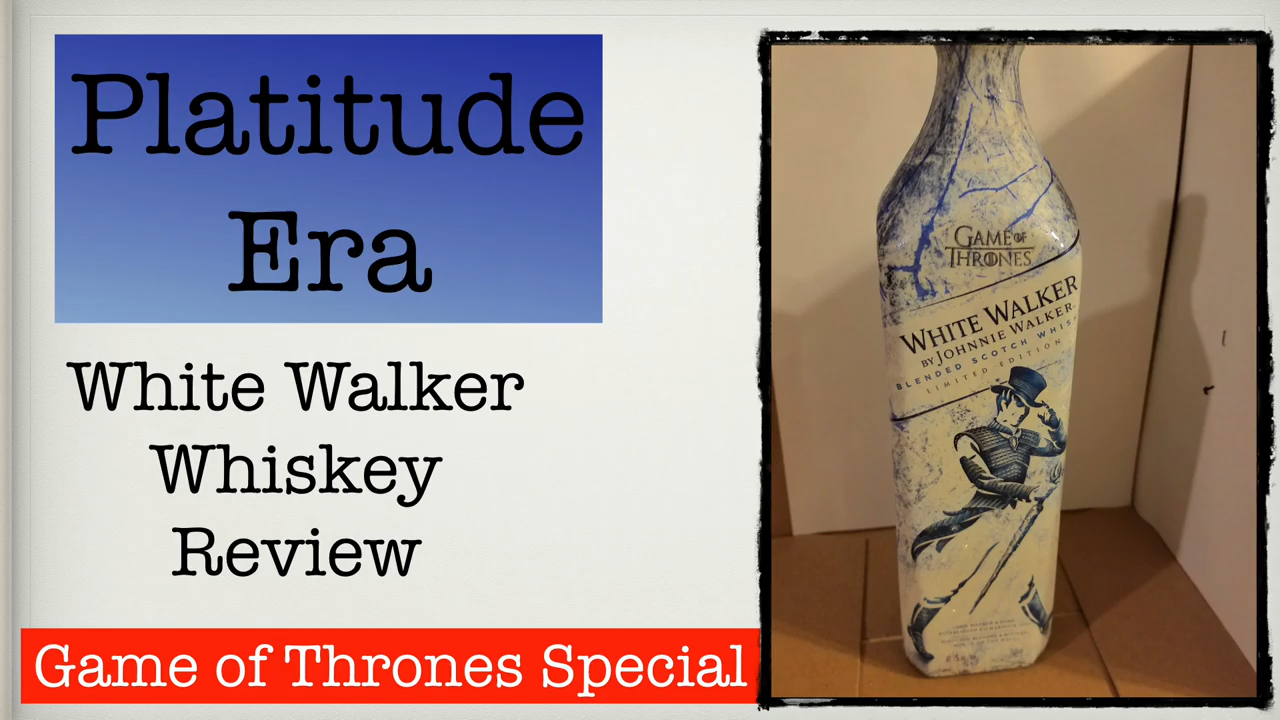 Platitude
Era
White Walker
Whiskey
Review
Game of Thrones Special
GAME OF
THRONES
WHITE WALKER
BY JOHNNIE WALKER
BLENDED SCOTCH WHIS
LIMITED EDITION